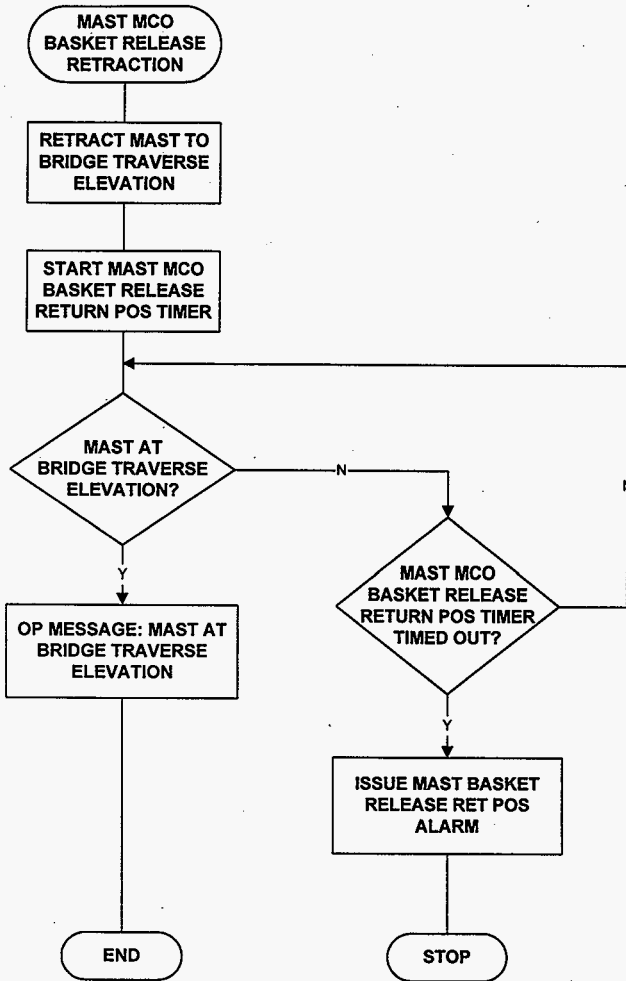 MAST MCO
BASKET RELEASE
RETRACTION
RETRACT MAST TO
BRIDGE TRAVERSE
ELEVATION
START MAST MCO
BASKET RELEASE
RETURN POS TIMER
MAST AT
BRIDGE TRAVERSE
ELEVATION?
N
Y
MAST MCO
BASKET RELEASE
RETURN POS TIMER
TIMED OUT?
OP MESSAGE: MAST AT
BRIDGE TRAVERSE
ELEVATION
Y
ISSUE MAST BASKET
RELEASE RET POS
ALARM
END
STOP